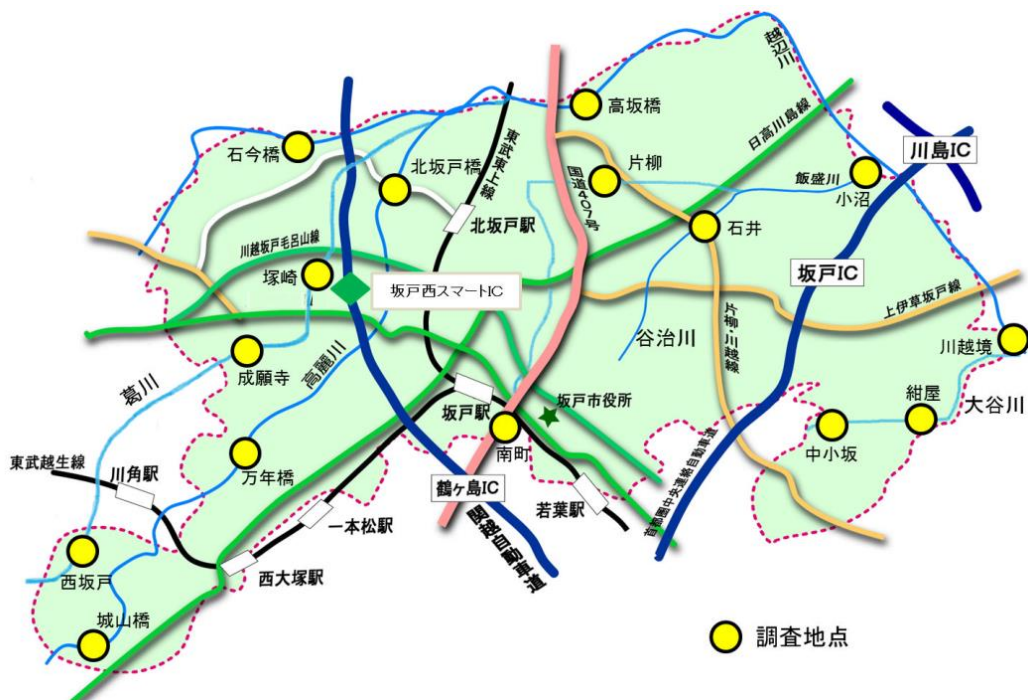 越辺川
高坂橋
日高川島線
石今橋
東武東上線
川島IC
北坂戸橋
片柳
国道407号
飯盛川
小沼
北坂戸駅
石井
川越坂戸毛呂山線
塚崎
坂戸西スマートIC
坂戸IC
上伊草坂戸線
谷治川
片柳・川越線
川越境
成願寺
高麗川
葛川
坂戸駅
坂戸市役所
大谷川
紺屋
中小坂
南町
万年橋
東武越生線
川角駅
鶴ヶ島IC
首都圏中央連絡自動車道
若葉駅
一本松駅
関越自動車道
西坂戸
西大塚駅
城山橋
調査地点